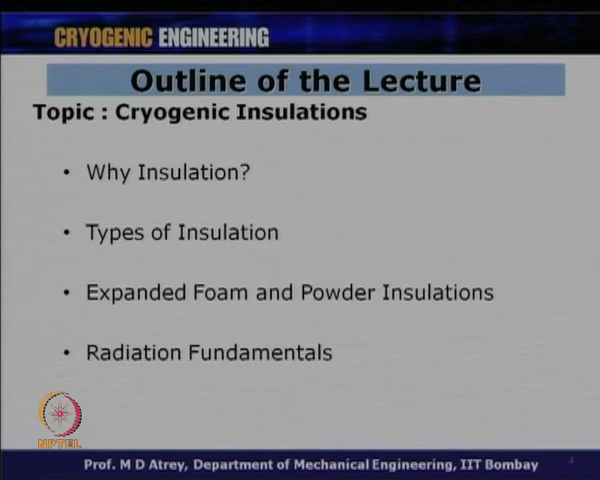 CRYOGENIC ENGINEERING
Outline of the Lecture
Topic : Cryogenic Insulations
• Why Insulation?
• Types of Insulation
• Expanded Foam and Powder Insulations
• Radiation Fundamentals
NPTEL
Prof. M D Atrey, Department of Mechanical Engineering, IIT Bombay
4